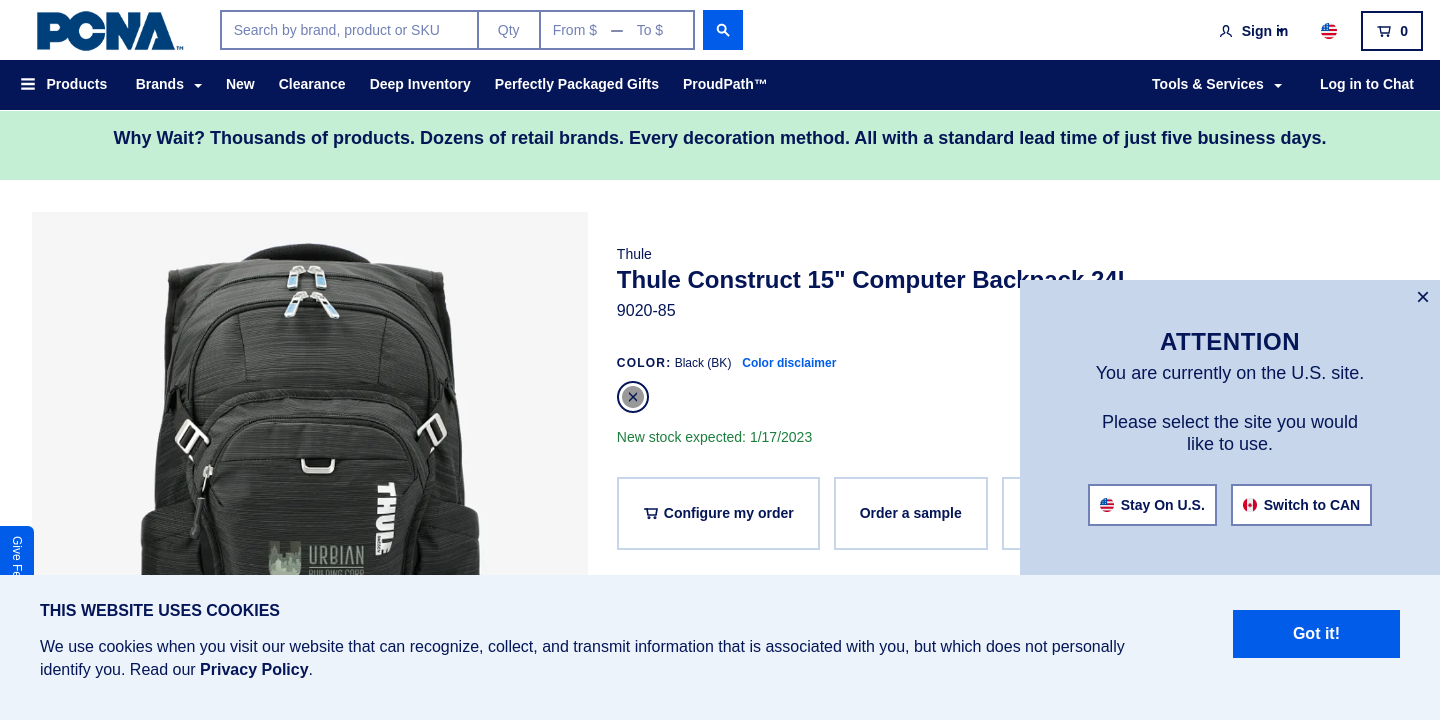 PCNA™
Search by brand, product or SKU
Qty
From $ — To $
Sign in
0
Products
Brands
New
Clearance
Deep Inventory
Perfectly Packaged Gifts
ProudPath™
Tools & Services
Log in to Chat
Why Wait? Thousands of products. Dozens of retail brands. Every decoration method. All with a standard lead time of just five business days.
Thule
Thule Construct 15" Computer Backpack 24L
9020-85
COLOR: Black (BK) Color disclaimer
New stock expected: 1/17/2023
Configure my order
Order a sample
THULE
URBIAN
BUILDING CORP
Give Fe
×
ATTENTION
You are currently on the U.S. site.
Please select the site you would
like to use.
Stay On U.S.
Switch to CAN
THIS WEBSITE USES COOKIES
We use cookies when you visit our website that can recognize, collect, and transmit information that is associated with you, but which does not personally
identify you. Read our Privacy Policy.
Got it!